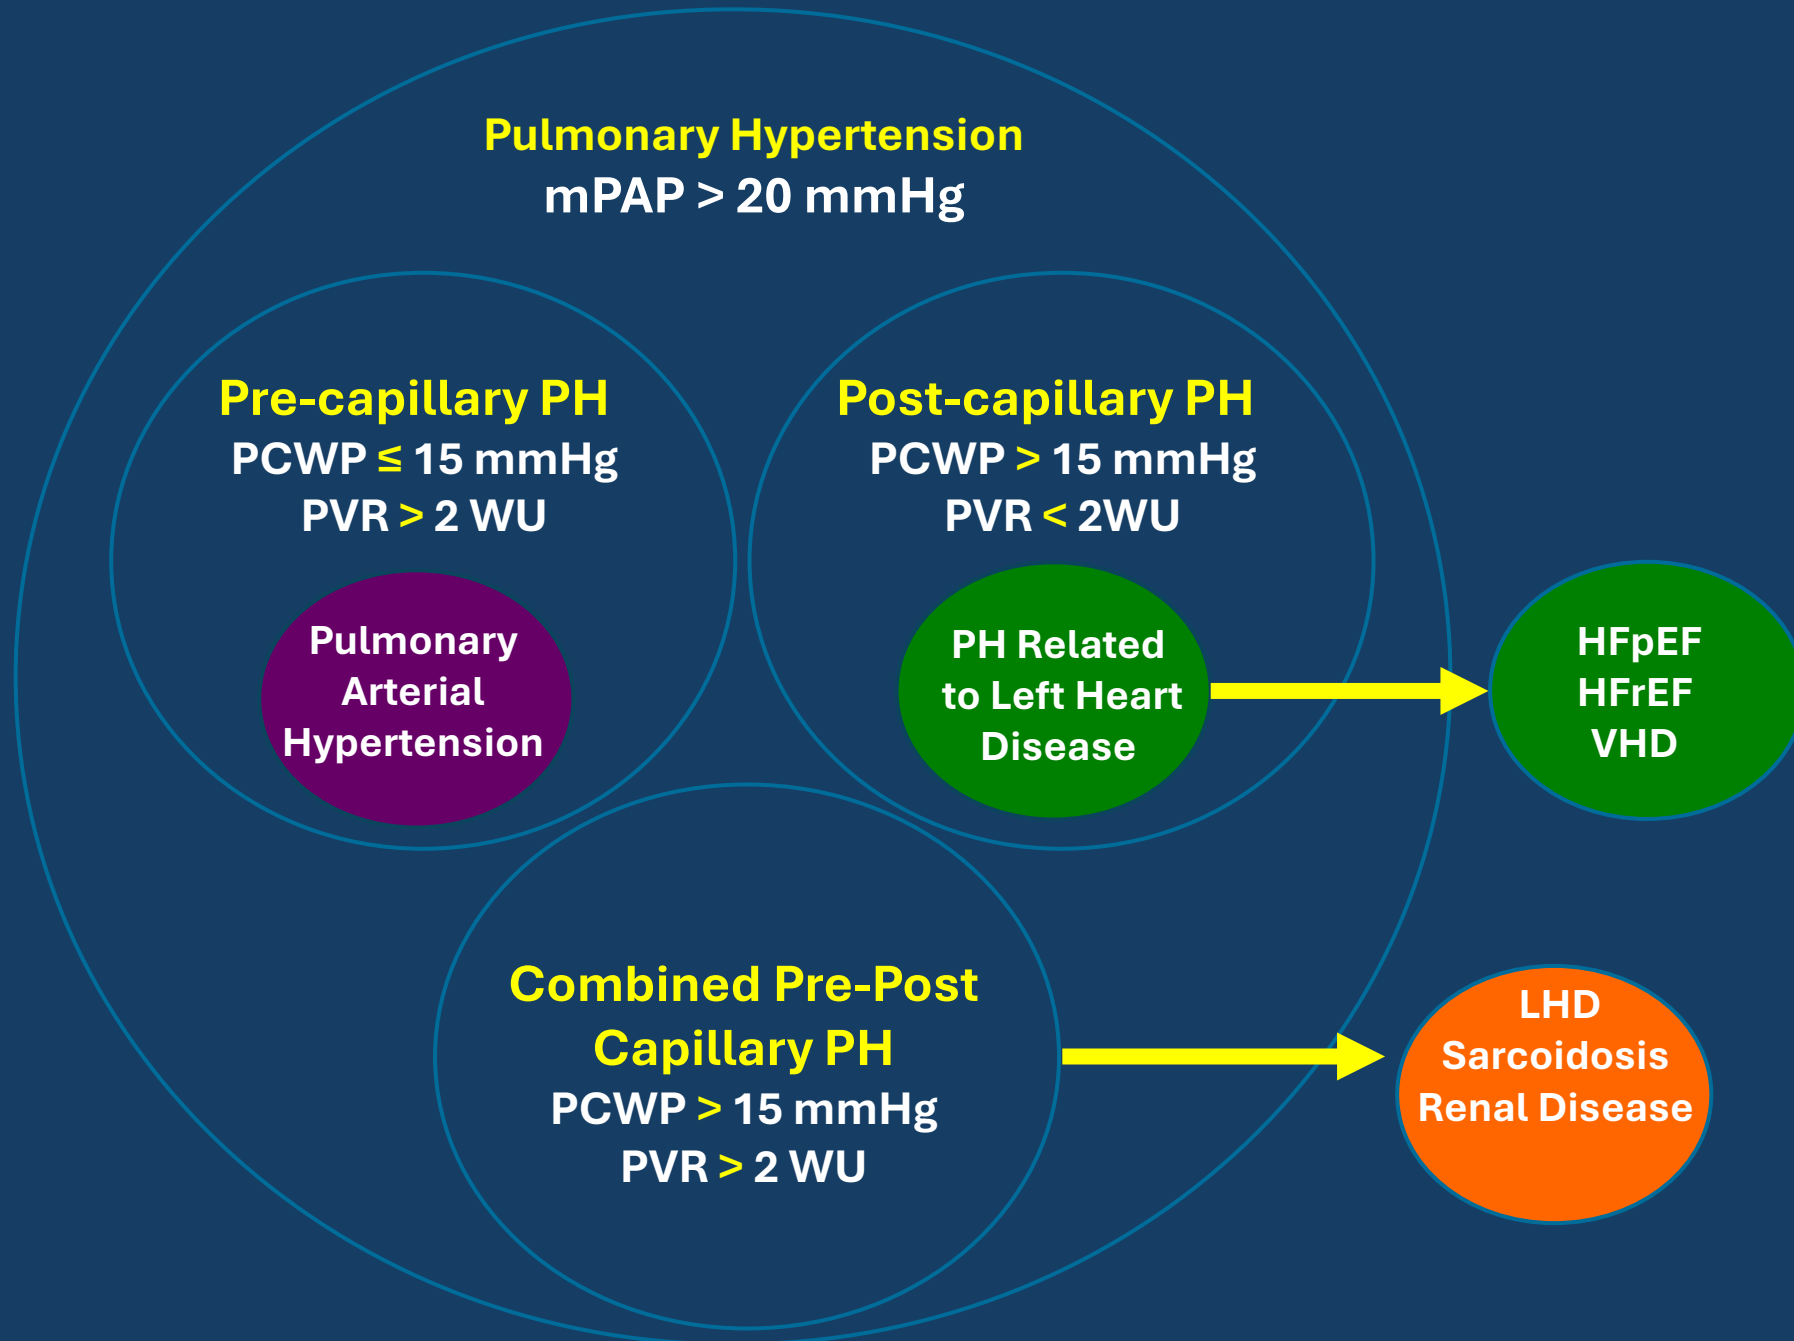 Pulmonary Hypertension
mPAP > 20 mmHg
Pre-capillary PH
PCWP ≤ 15 mmHg
PVR > 2 WU
Pulmonary
Arterial
Hypertension
Post-capillary PH
PCWP > 15 mmHg
PVR < 2WU
PH Related
to Left Heart
Disease
HFpEF
HFrEF
VHD
Combined Pre-Post
Capillary PH
PCWP > 15 mmHg
PVR > 2 WU
LHD
Sarcoidosis
Renal Disease